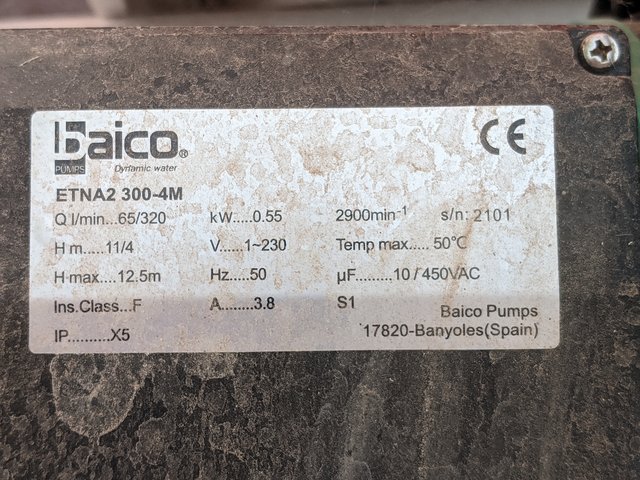 Baico®
PUMPS Dynamic water
CE
ETNA2 300-4M
Q l/min...65/320 kW....0.55 2900min-1 s/n: 2101
H m.....11/4 V.....1~230 Temp max..... 50℃
H max....12.5m Hz.....50 µF.........10/450VAC
Ins.Class...F A........3.8 S1 Baico Pumps
IP..........X5 17820-Banyoles(Spain)